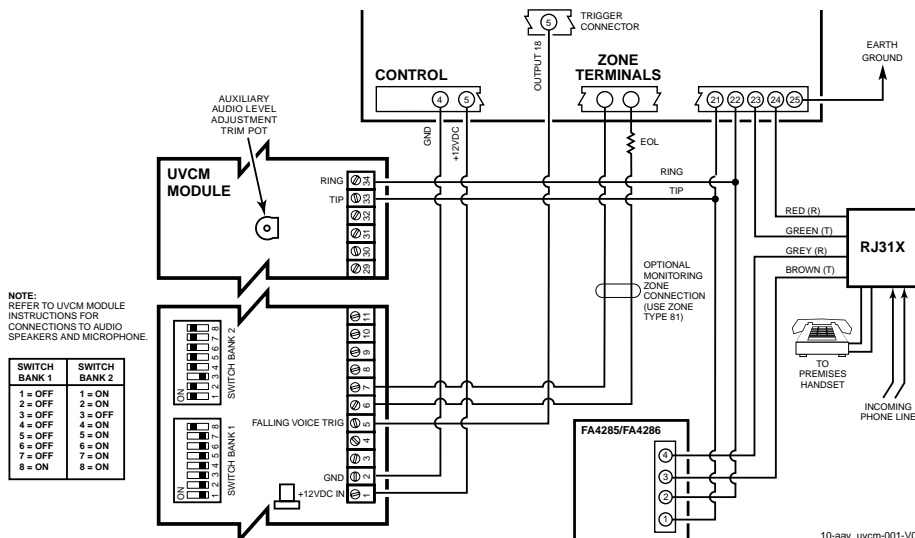 5
TRIGGER
CONNECTOR
OUTPUT 18
CONTROL
4 5
GND
+12VDC
ZONE
TERMINALS
EOL
21 22 23 24 25
EARTH
GROUND
AUXILIARY
AUDIO LEVEL
ADJUSTMENT
TRIM POT
UVCM
MODULE
RING 34
TIP 33
32
31
30
29
RING
TIP
RED (R)
GREEN (T)
GREY (R)
BROWN (T)
RJ31X
OPTIONAL
MONITORING
ZONE
CONNECTION
(USE ZONE
TYPE 81)
TO
PREMISES
HANDSET
INCOMING
PHONE LINE
NOTE:
REFER TO UVCM MODULE
INSTRUCTIONS FOR
CONNECTIONS TO AUDIO
SPEAKERS AND MICROPHONE.
SWITCH BANK 1 SWITCH BANK 2
1 = OFF 1 = ON
2 = OFF 2 = ON
3 = OFF 3 = OFF
4 = OFF 4 = ON
5 = OFF 5 = ON
6 = OFF 6 = ON
7 = OFF 7 = ON
8 = ON 8 = ON
ON
1 2 3 4 5 6 7 8
SWITCH BANK 2
ON
1 2 3 4 5 6 7 8
SWITCH BANK 1
11
10
9
8
7
6
FALLING VOICE TRIG 5
4
3
GND 2
+12VDC IN 1
FA4285/FA4286
4
3
2
1